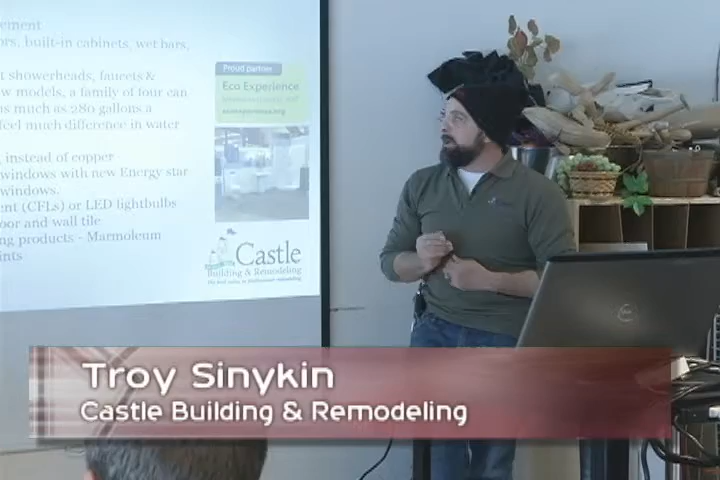 ement
ors, built-in cabinets, wet bars,
t showerheads, faucets &
w models, a family of four can
as much as 280 gallons a
feel much difference in water
instead of copper
windows with new Energy star
windows.
ent (CFLs) or LED lightbulbs
oor and wall tile
ng products - Marmoleum
ints
Proud partner
Eco Experience
ecoexperience.org
Castle
Building & Remodeling
DELL
Troy Sinykin
Castle Building & Remodeling